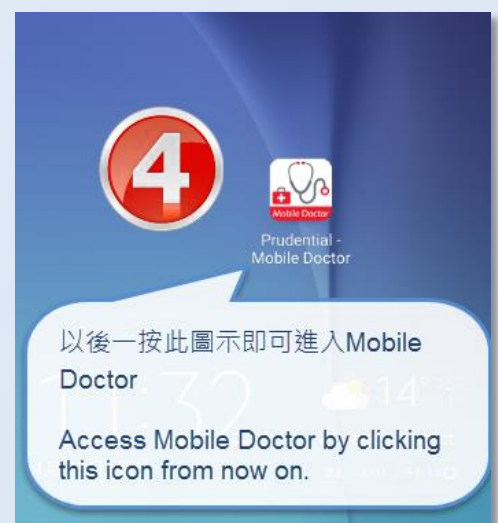 4
Mobile Doctor
Prudential -
Mobile Doctor
以後一按此圖示即可進入Mobile
Doctor
Access Mobile Doctor by clicking
this icon from now on.
11:32
14°